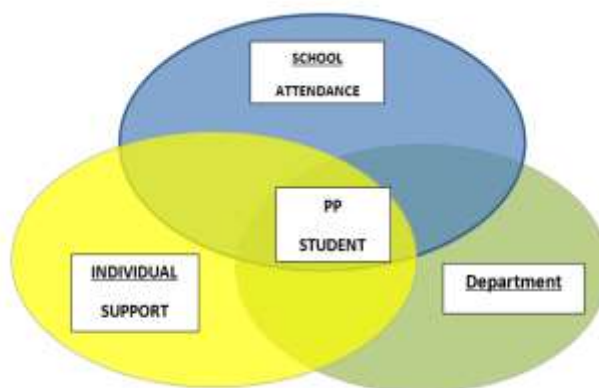 SCHOOL
ATTENDANCE
PP
STUDENT
INDIVIDUAL
SUPPORT
Department